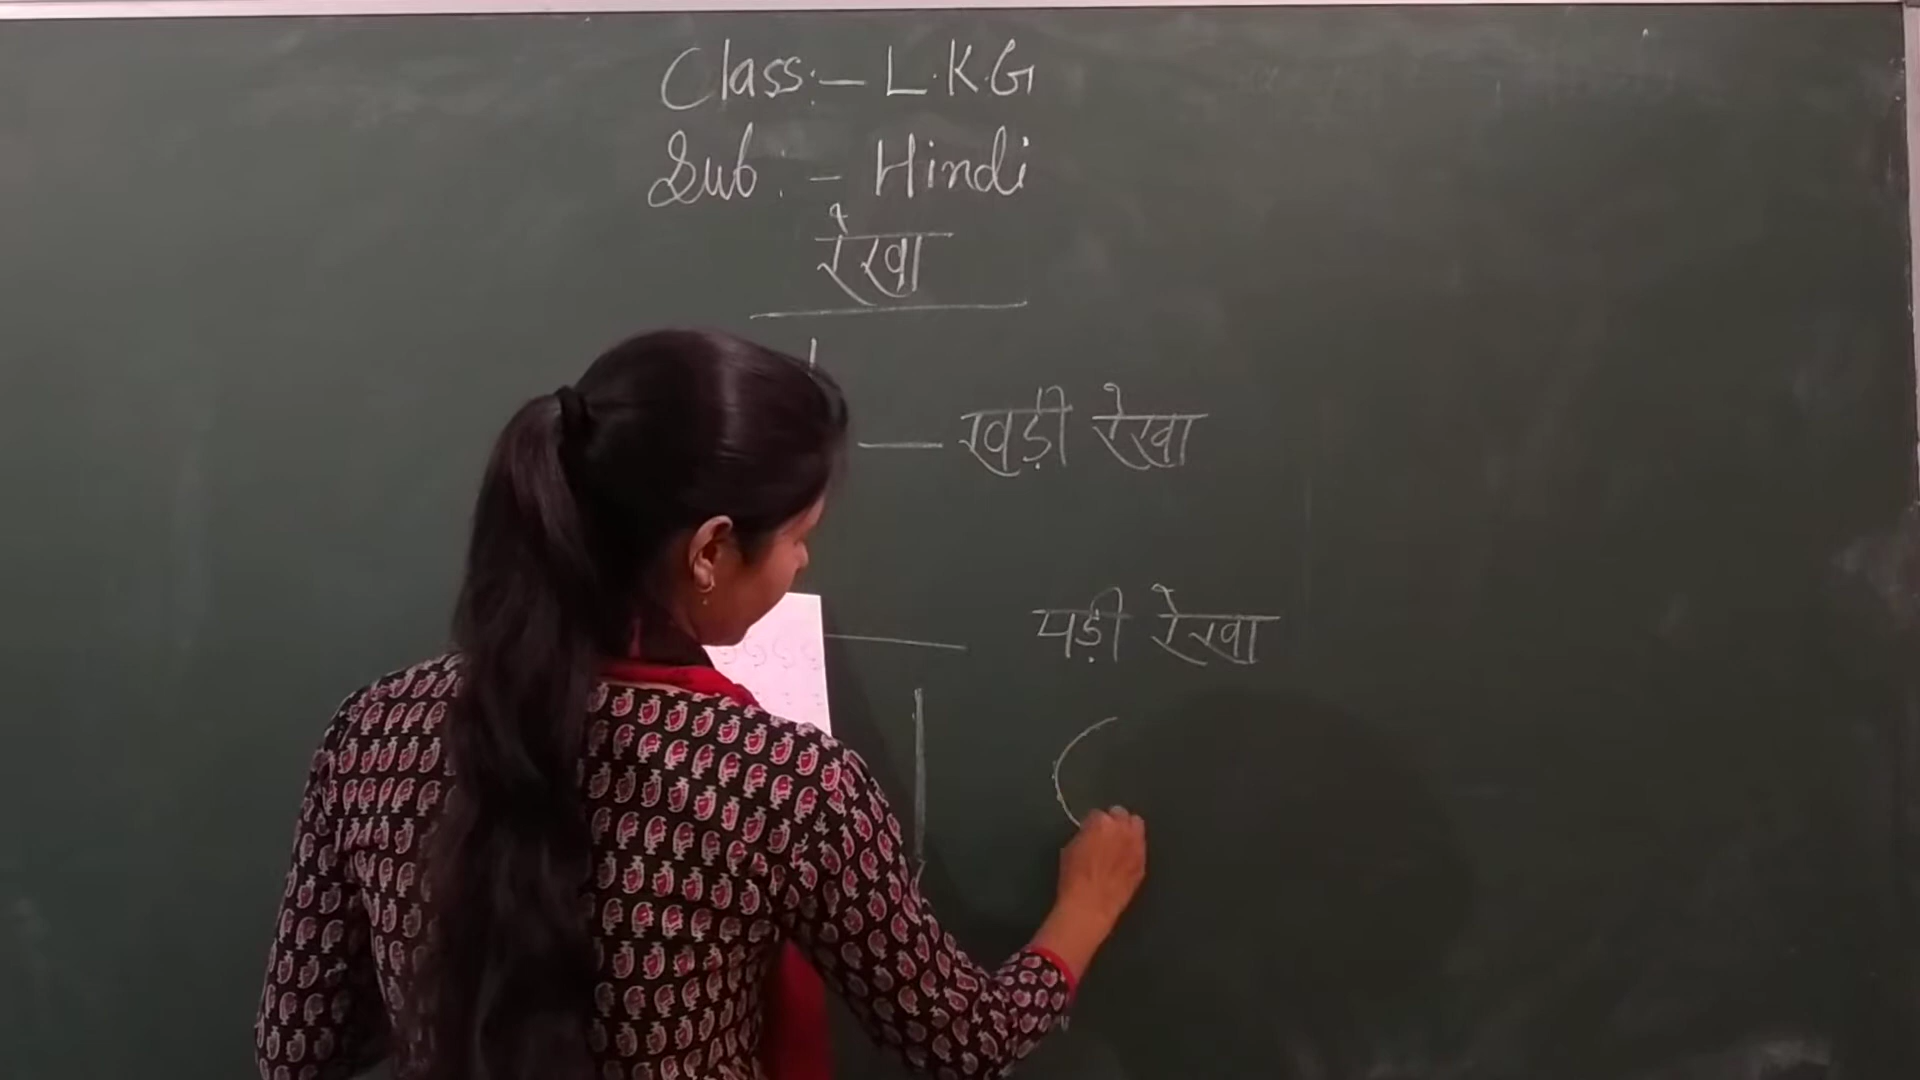 Class:- L.K.G
Sub:- Hindi
रेखा
— खड़ी रेखा
पड़ी रेखा